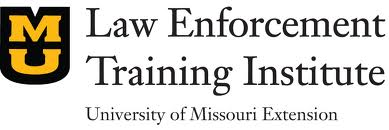 MU
Law Enforcement
Training Institute
University of Missouri Extension